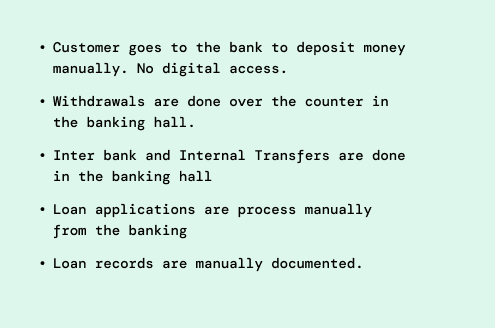 • Customer goes to the bank to deposit money
manually. No digital access.
• Withdrawals are done over the counter in
the banking hall.
• Inter bank and Internal Transfers are done
in the banking hall
• Loan applications are process manually
from the banking
• Loan records are manually documented.